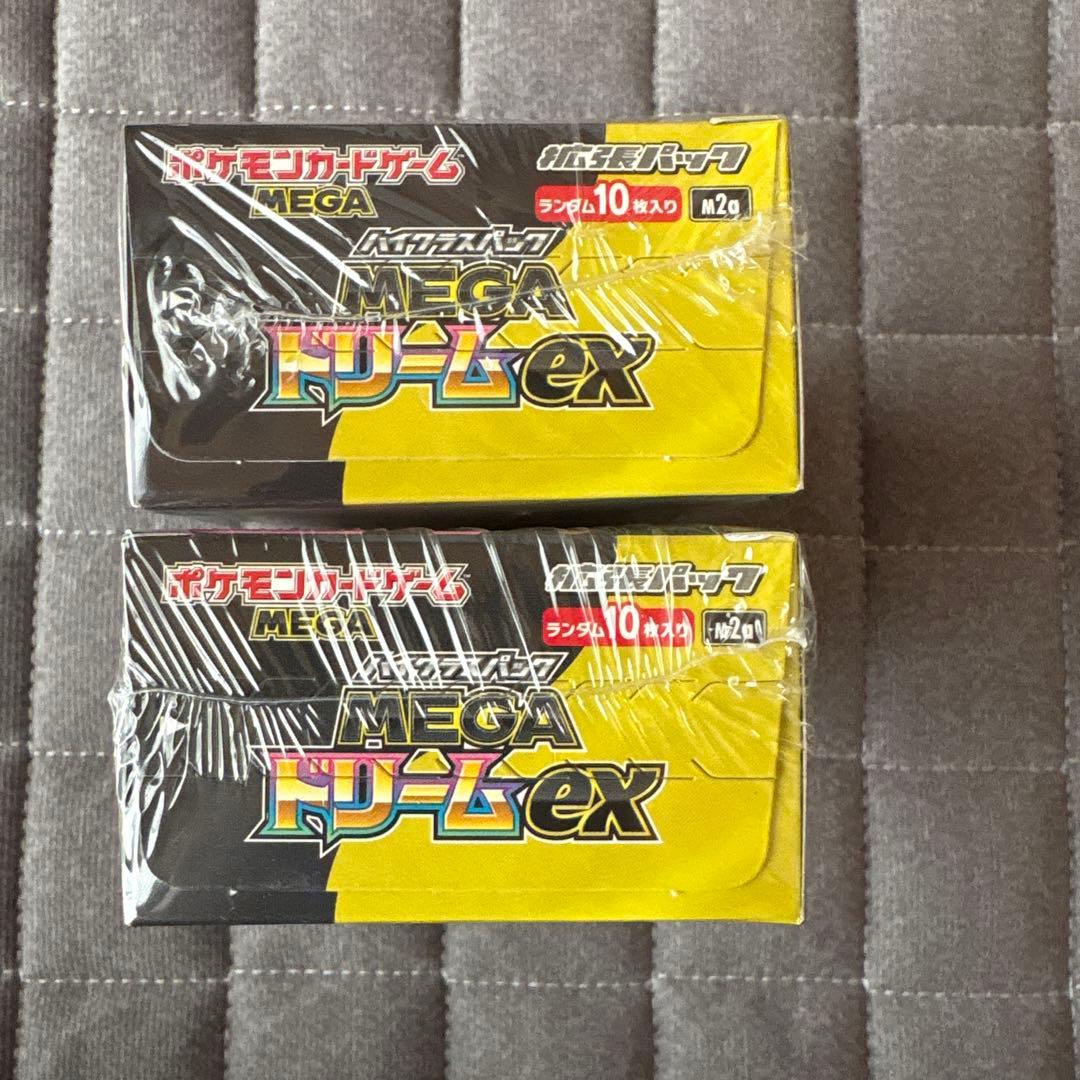 ポケモンカードゲーム
MEGA
拡張パック
ランダム10枚入り M2a
ハイクラスパック
MEGA
ドリームex
ポケモンカードゲーム
MEGA
拡張パック
ランダム10枚入り M2a
ハイクラスパック
MEGA
ドリームex